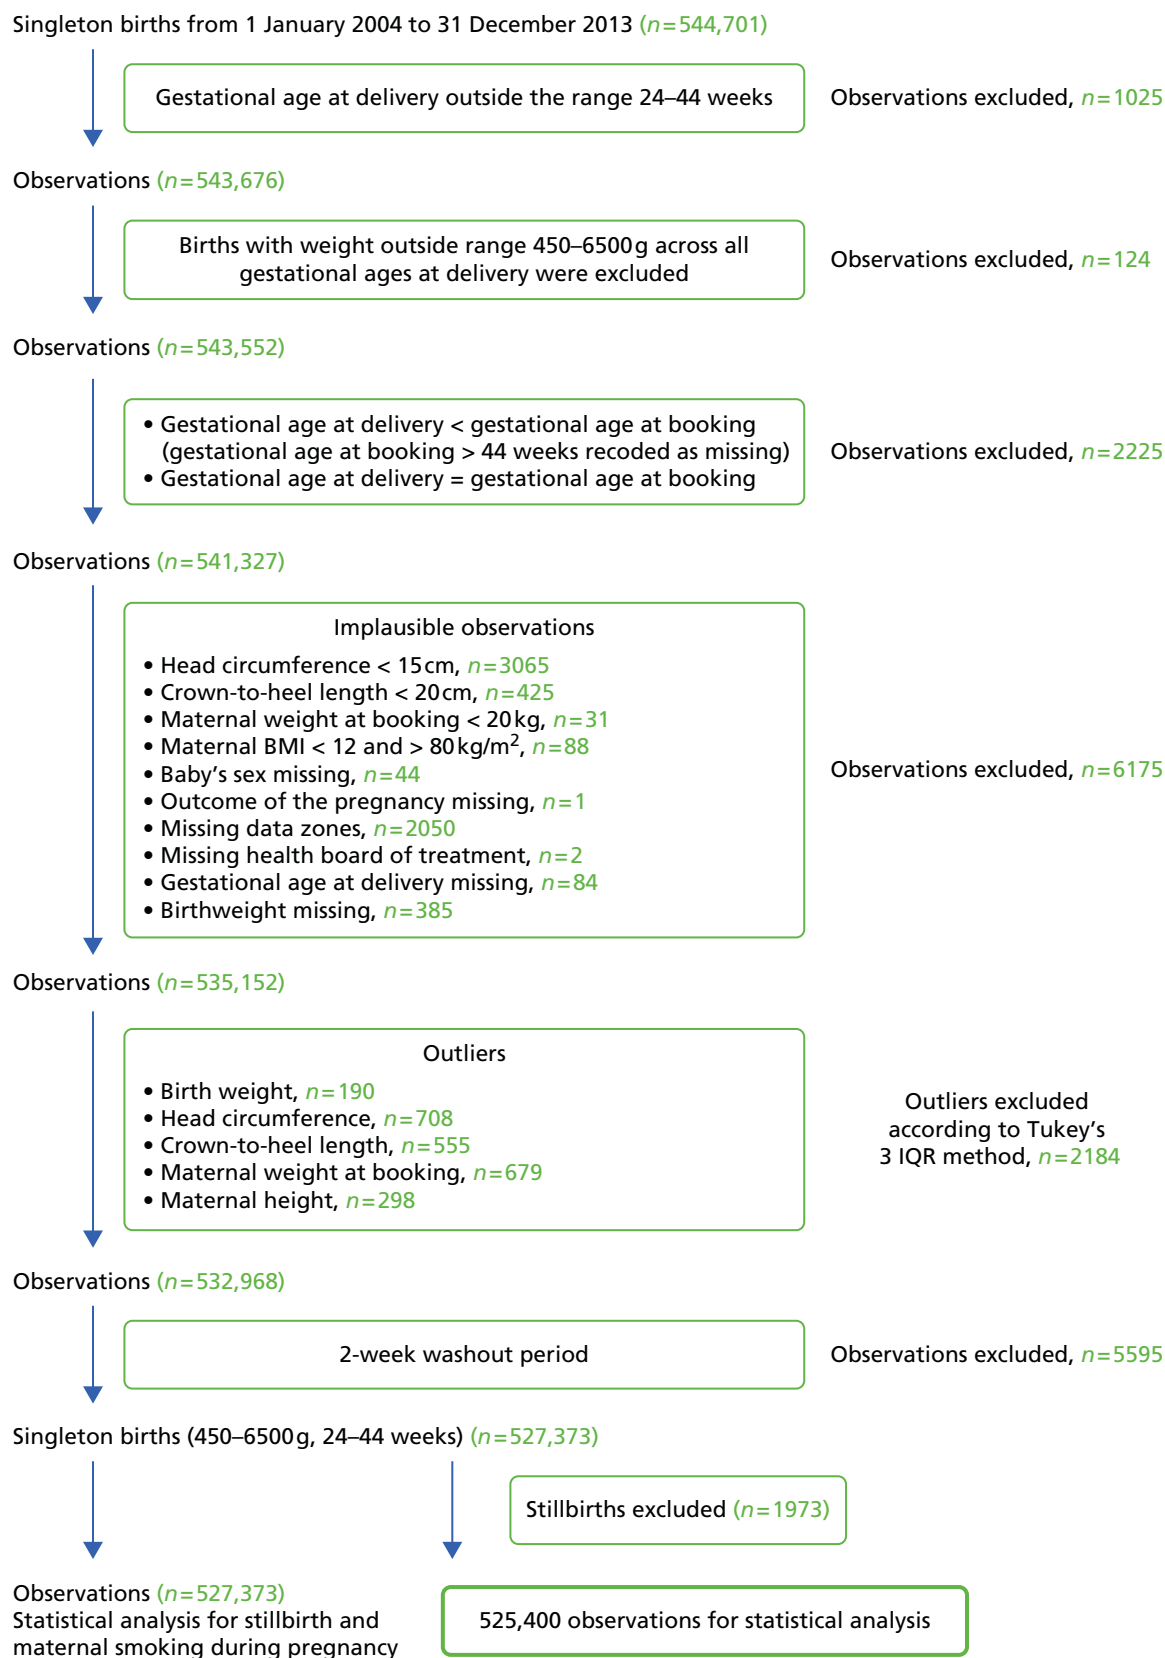 Singleton births from 1 January 2004 to 31 December 2013 (n=544,701)
Gestational age at delivery outside the range 24–44 weeks
Observations excluded, n=1025
Observations (n=543,676)
Births with weight outside range 450–6500g across all
gestational ages at delivery were excluded
Observations excluded, n=124
Observations (n=543,552)
• Gestational age at delivery < gestational age at booking
(gestational age at booking > 44 weeks recoded as missing)
• Gestational age at delivery = gestational age at booking
Observations excluded, n=2225
Observations (n=541,327)
Implausible observations
• Head circumference < 15cm, n=3065
• Crown-to-heel length < 20cm, n=425
• Maternal weight at booking < 20kg, n=31
• Maternal BMI < 12 and > 80kg/m², n=88
• Baby’s sex missing, n=44
• Outcome of the pregnancy missing, n=1
• Missing data zones, n=2050
• Missing health board of treatment, n=2
• Gestational age at delivery missing, n=84
• Birthweight missing, n=385
Observations excluded, n=6175
Observations (n=535,152)
Outliers
• Birth weight, n=190
• Head circumference, n=708
• Crown-to-heel length, n=555
• Maternal weight at booking, n=679
• Maternal height, n=298
Outliers excluded
according to Tukey’s
3 IQR method, n=2184
Observations (n=532,968)
2-week washout period
Observations excluded, n=5595
Singleton births (450–6500g, 24–44 weeks) (n=527,373)
Stillbirths excluded (n=1973)
Observations (n=527,373)
Statistical analysis for stillbirth and
maternal smoking during pregnancy
525,400 observations for statistical analysis